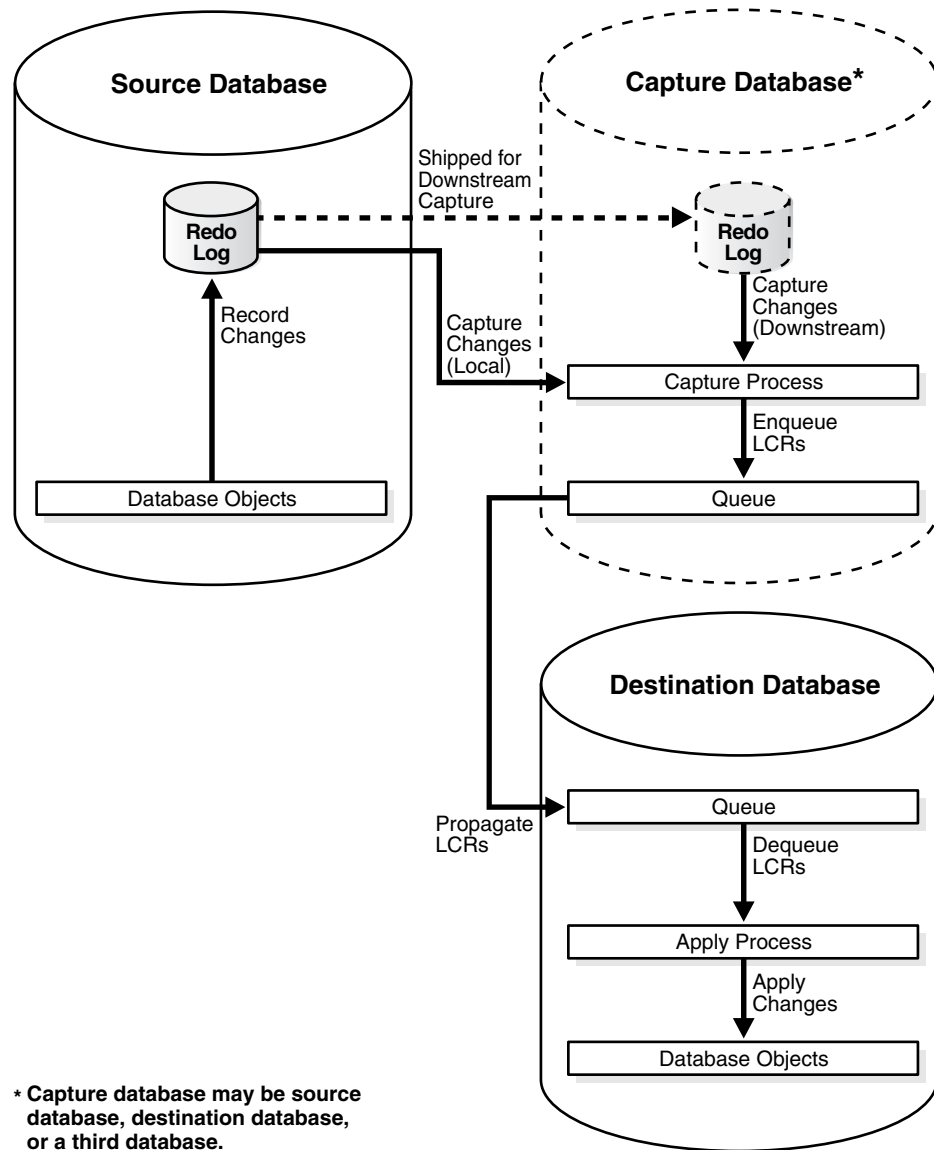 Source Database
Capture Database*
Shipped for
Downstream
Capture
Redo
Log
Redo
Log
Record
Changes
Capture
Changes
(Local)
Capture
Changes
(Downstream)
Capture Process
Enqueue
LCRs
Database Objects
Queue
Destination Database
Propagate
LCRs
Queue
Dequeue
LCRs
Apply Process
Apply
Changes
Database Objects
* Capture database may be source
database, destination database,
or a third database.